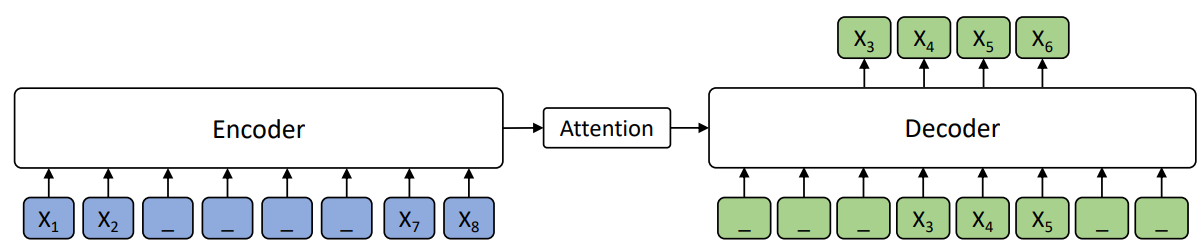 X₃ X₄ X₅ X₆
Encoder Attention Decoder
X₁ X₂ _ _ _ _ X₇ X₈ _ _ _ X₃ X₄ X₅ _ _